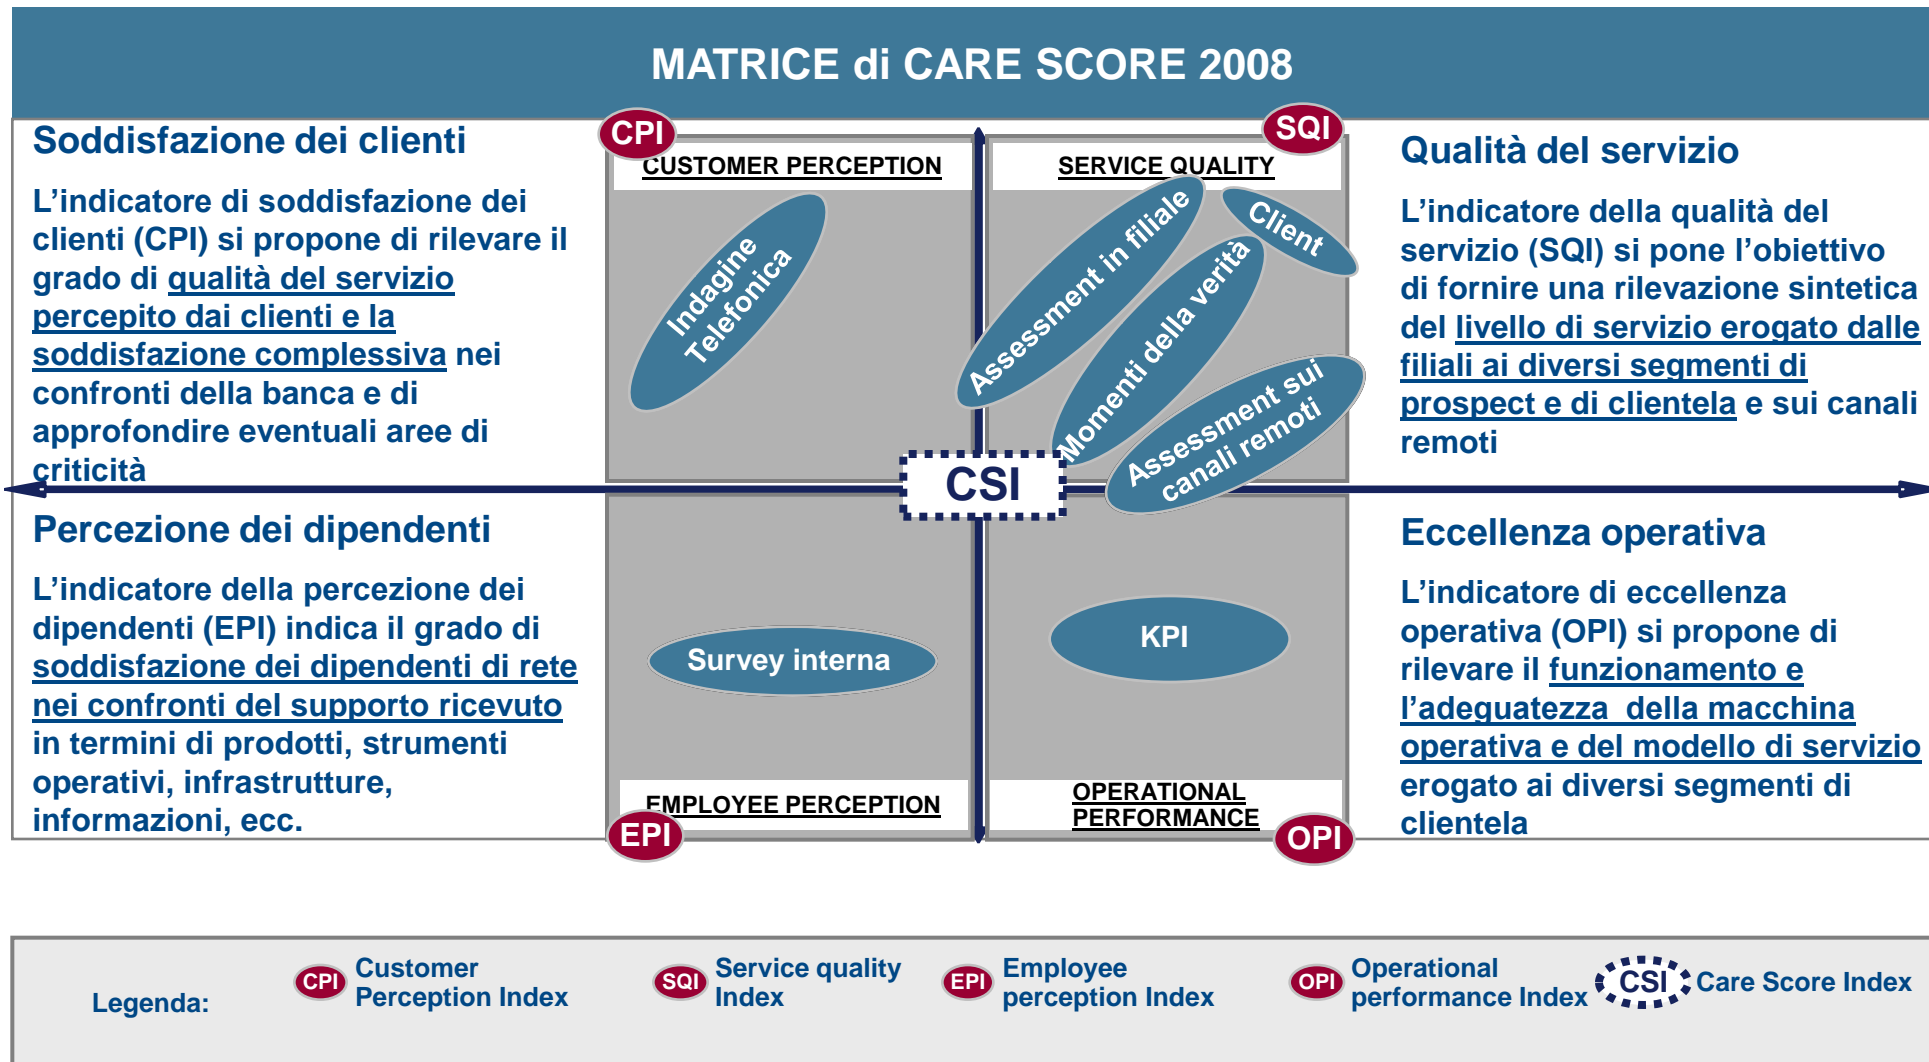 MATRICE di CARE SCORE 2008
Soddisfazione dei clienti
L’indicatore di soddisfazione dei
clienti (CPI) si propone di rilevare il
grado di qualità del servizio
percepito dai clienti e la
soddisfazione complessiva nei
confronti della banca e di
approfondire eventuali aree di
criticità
CPI
CUSTOMER PERCEPTION
Indagine
Telefonica
SQI
SERVICE QUALITY
Assessment in filiale
Client
Momenti della verità
Assessment sui
canali remoti
Qualità del servizio
L’indicatore della qualità del
servizio (SQI) si pone l’obiettivo
di fornire una rilevazione sintetica
del livello di servizio erogato dalle
filiali ai diversi segmenti di
prospect e di clientela e sui canali
remoti
CSI
Percezione dei dipendenti
L’indicatore della percezione dei
dipendenti (EPI) indica il grado di
soddisfazione dei dipendenti di rete
nei confronti del supporto ricevuto
in termini di prodotti, strumenti
operativi, infrastrutture,
informazioni, ecc.
Survey interna
EMPLOYEE PERCEPTION
EPI
KPI
OPERATIONAL
PERFORMANCE
OPI
Eccellenza operativa
L’indicatore di eccellenza
operativa (OPI) si propone di
rilevare il funzionamento e
l’adeguatezza della macchina
operativa e del modello di servizio
erogato ai diversi segmenti di
clientela
Legenda:
CPI
Customer
Perception Index
SQI
Service quality
Index
EPI
Employee
perception Index
OPI
Operational
performance Index
CSI
Care Score Index